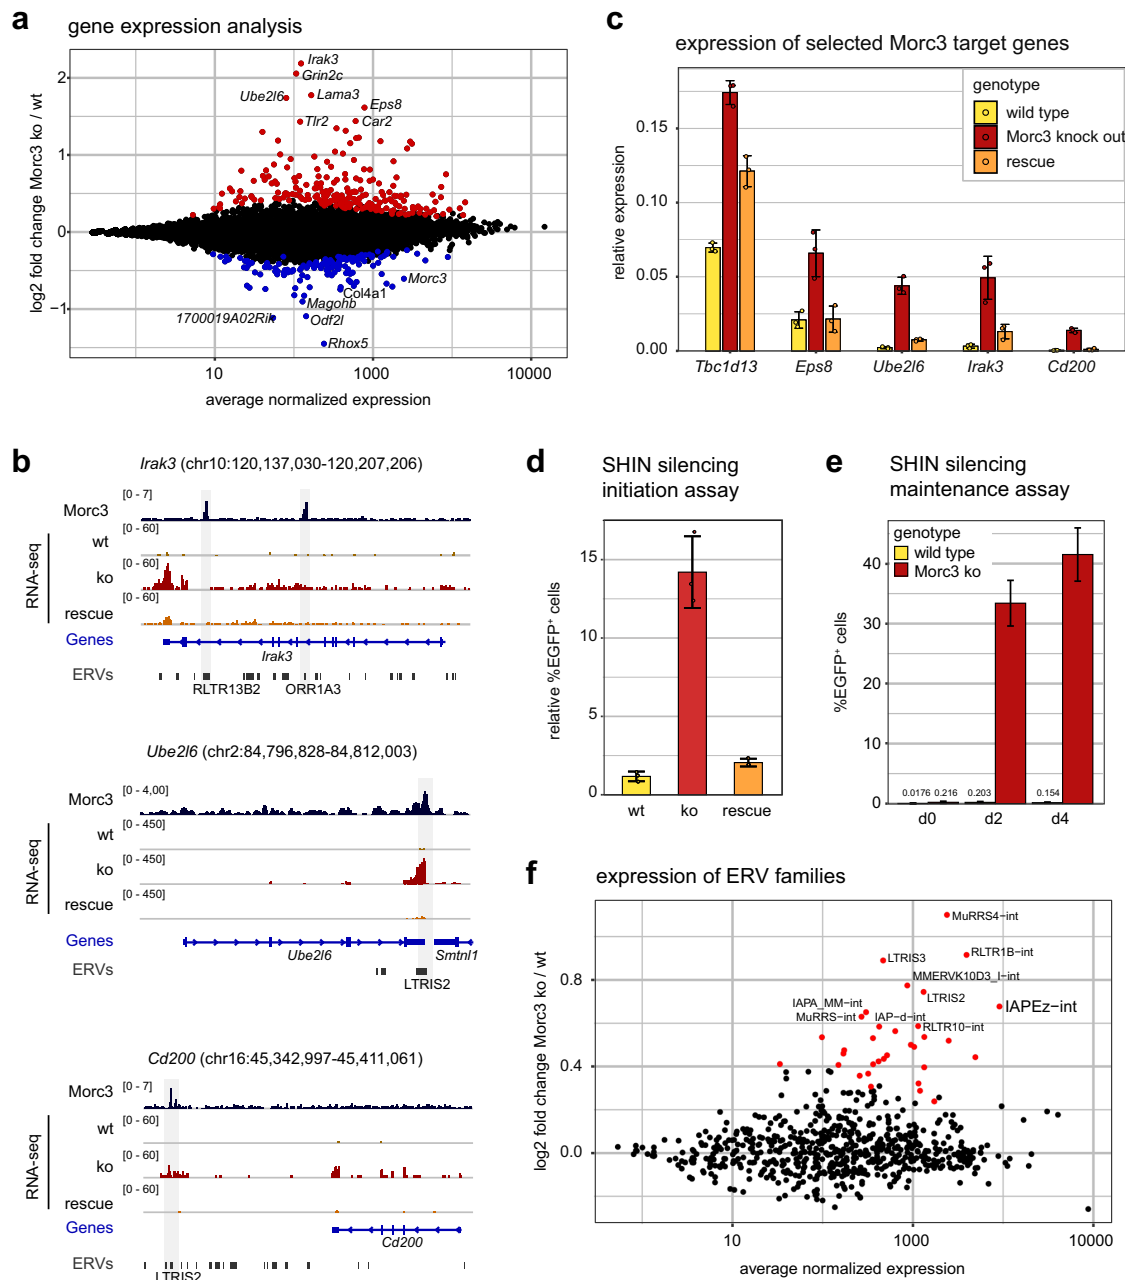 a
gene expression analysis
log2 fold change Morc3 ko / wt
2
1
0
−1
Irak3
Grin2c
Ube2l6
Lama3
Eps8
Tlr2
Car2
Morc3
Col4a1
Magohb
1700019A02Rik
Odf2l
Rhox5
10
1000
10000
average normalized expression
c
expression of selected Morc3 target genes
relative expression
0.15
0.10
0.05
0.00
genotype
wild type
Morc3 knock out
rescue
Tbc1d13
Eps8
Ube2l6
Irak3
Cd200
b
Irak3 (chr10:120,137,030-120,207,206)
Morc3
[0 - 7]
RNA-seq
wt
[0 - 60]
ko
[0 - 60]
rescue
[0 - 60]
Genes
Irak3
ERVs
RLTR13B2
ORR1A3
Ube2l6 (chr2:84,796,828-84,812,003)
Morc3
[0 - 4,00]
RNA-seq
wt
[0 - 450]
ko
[0 - 450]
rescue
[0 - 450]
Genes
Ube2l6
Smtnl1
ERVs
LTRIS2
Cd200 (chr16:45,342,997-45,411,061)
Morc3
[0 - 7]
RNA-seq
wt
[0 - 60]
ko
[0 - 60]
rescue
[0 - 60]
Genes
Cd200
ERVs
LTRIS2
d
SHIN silencing
initiation assay
relative %EGFP⁺ cells
15
10
5
0
wt
ko
rescue
e
SHIN silencing
maintenance assay
%EGFP⁺ cells
genotype
wild type
Morc3 ko
40
30
20
10
0
0.0176
0.216
0.203
0.154
d0
d2
d4
f
expression of ERV families
log2 fold change Morc3 ko / wt
0.8
0.4
0.0
MuRRS4−int
RLTR1B−int
LTRIS3
MMERVK10D3_I−int
LTRIS2
IAPEz−int
IAPA_MM−int
MuRRS−int
IAP−d−int
RLTR10−int
10
1000
10000
average normalized expression